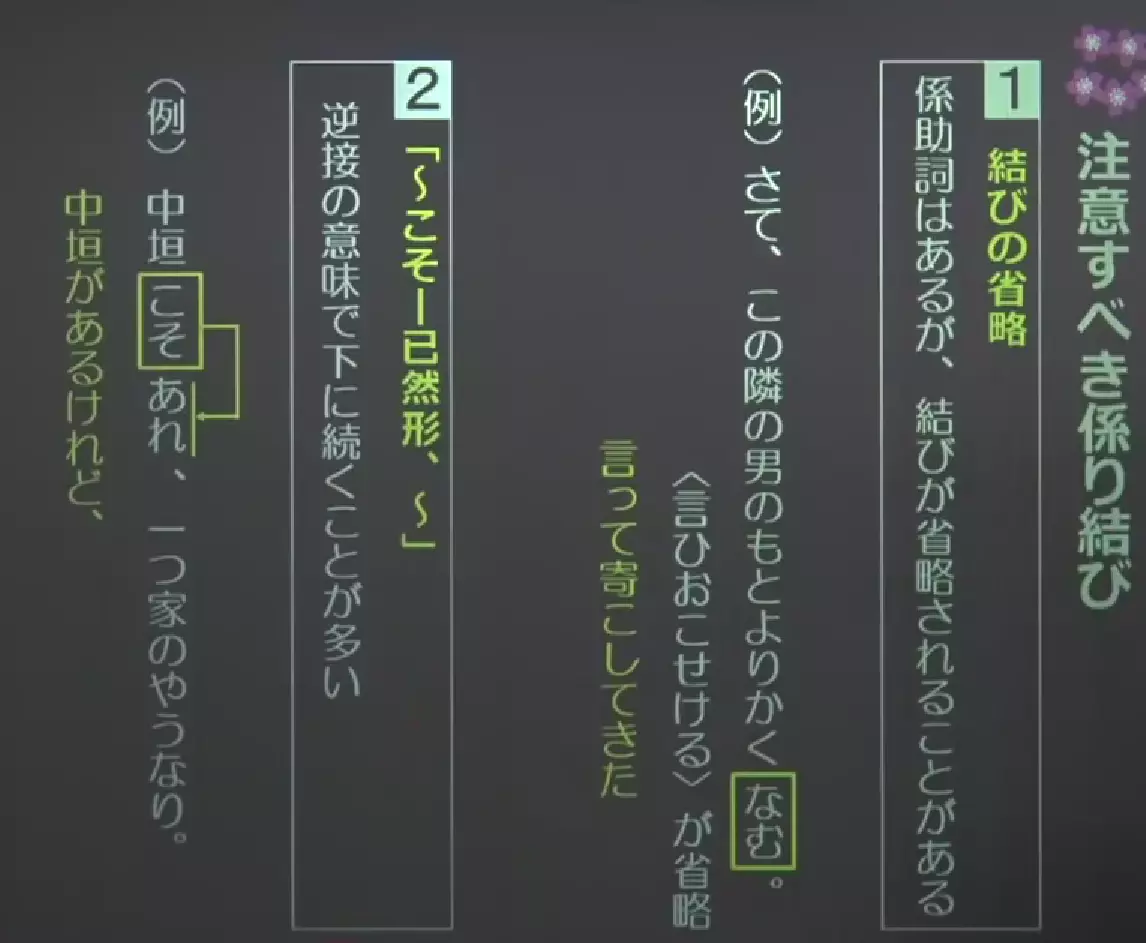 注意すべき係り結び
1 結びの省略
係助詞はあるが、結びが省略されることがある
（例）さて、この隣の男のもとよりかくなむ。
〈言ひおこせける〉が省略
言って寄こしてきた
2 「～こそー已然形、～」
逆接の意味で下に続くことが多い
（例）中垣こそあれ、一つ家のやうなり。
中垣があるけれど、